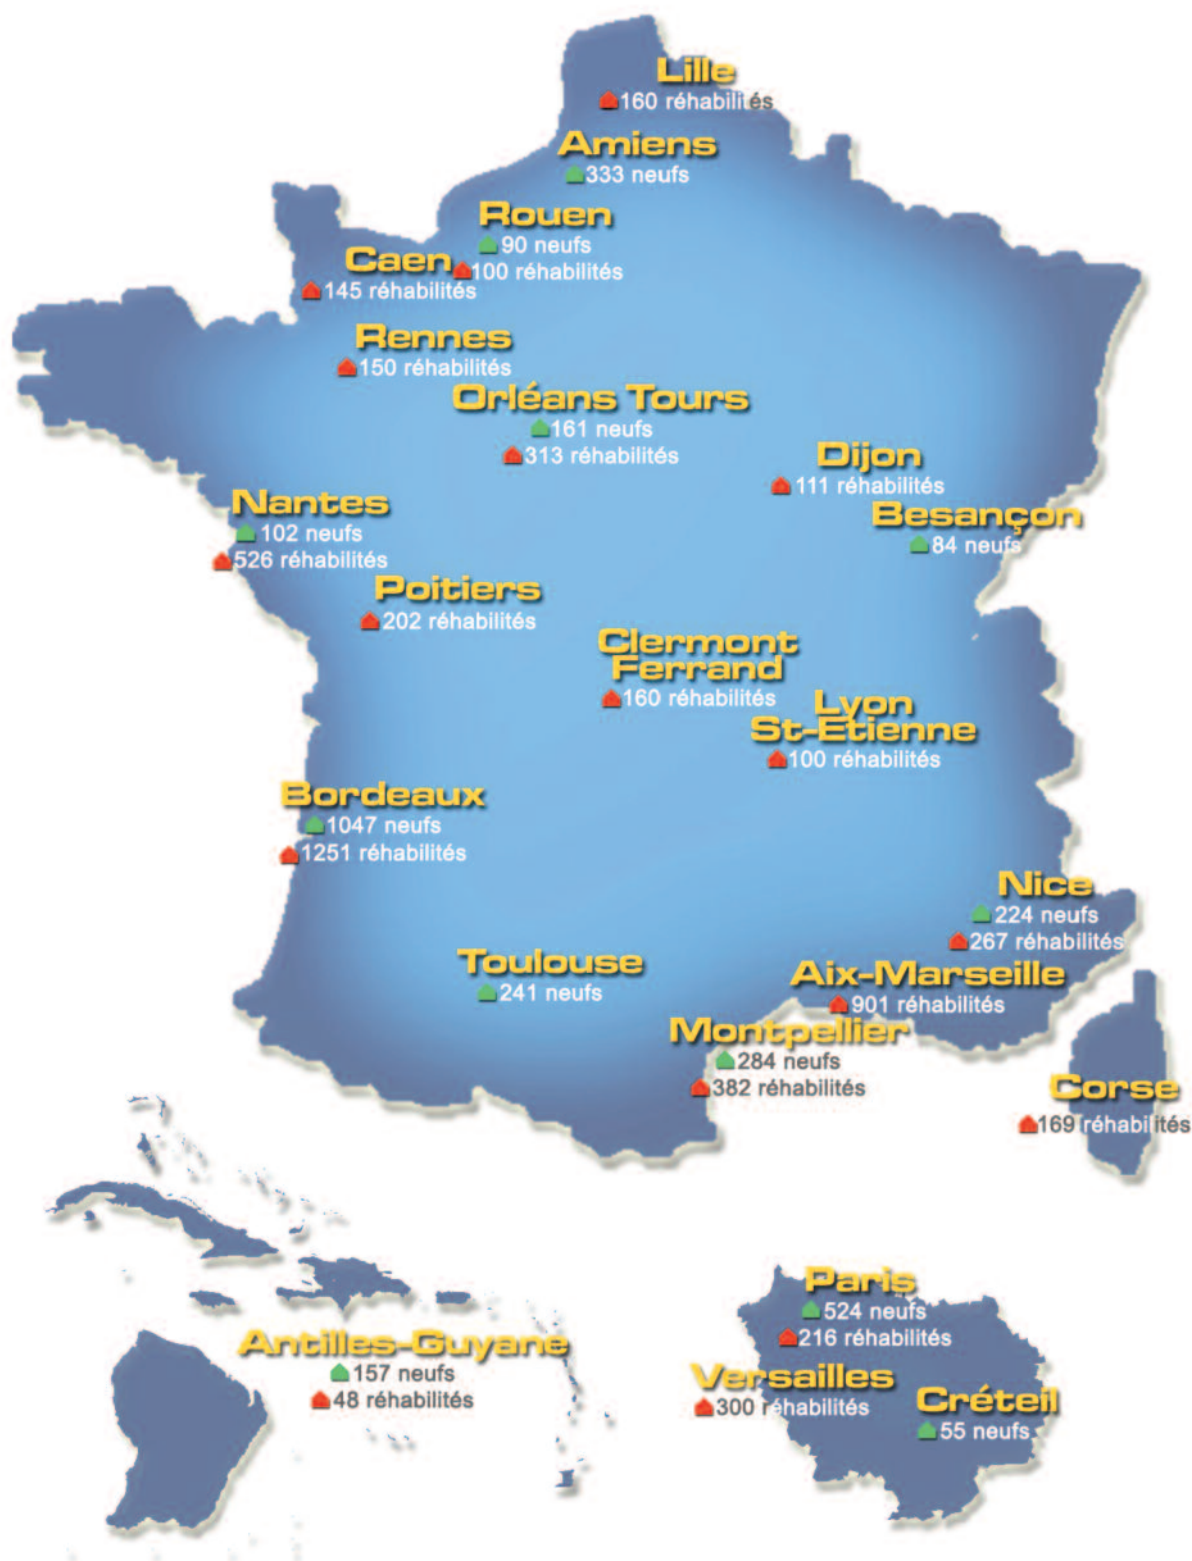 Lille
160 réhabilités
Amiens
333 neufs
Rouen
90 neufs
100 réhabilités
Caen
145 réhabilités
Rennes
150 réhabilités
Orléans Tours
161 neufs
313 réhabilités
Dijon
111 réhabilités
Besançon
84 neufs
Nantes
102 neufs
526 réhabilités
Poitiers
202 réhabilités
Clermont
Ferrand
160 réhabilités
Lyon
St-Etienne
100 réhabilités
Bordeaux
1047 neufs
1251 réhabilités
Nice
224 neufs
267 réhabilités
Toulouse
241 neufs
Aix-Marseille
901 réhabilités
Montpellier
284 neufs
382 réhabilités
Corse
169 réhabilités
Antilles-Guyane
157 neufs
48 réhabilités
Paris
524 neufs
216 réhabilités
Versailles
300 réhabilités
Créteil
55 neufs